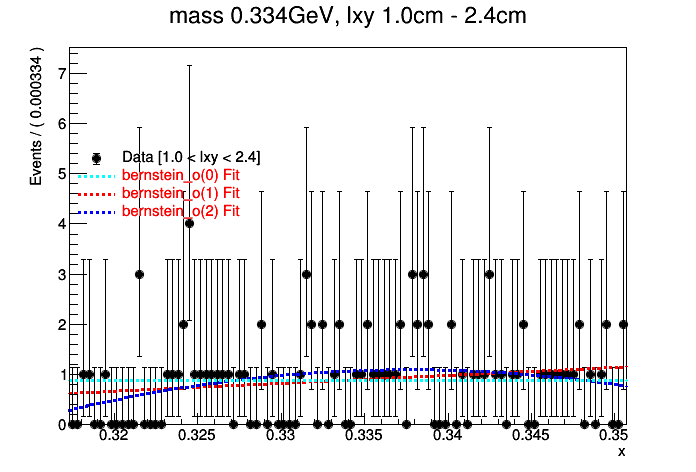 mass 0.334GeV, lxy 1.0cm - 2.4cm
Events / ( 0.000334 )
7
6
5
4
3
2
1
0
Data [1.0 < lxy < 2.4]
bernstein_o(0) Fit
bernstein_o(1) Fit
bernstein_o(2) Fit
0.32 0.325 0.33 0.335 0.34 0.345 0.35
x